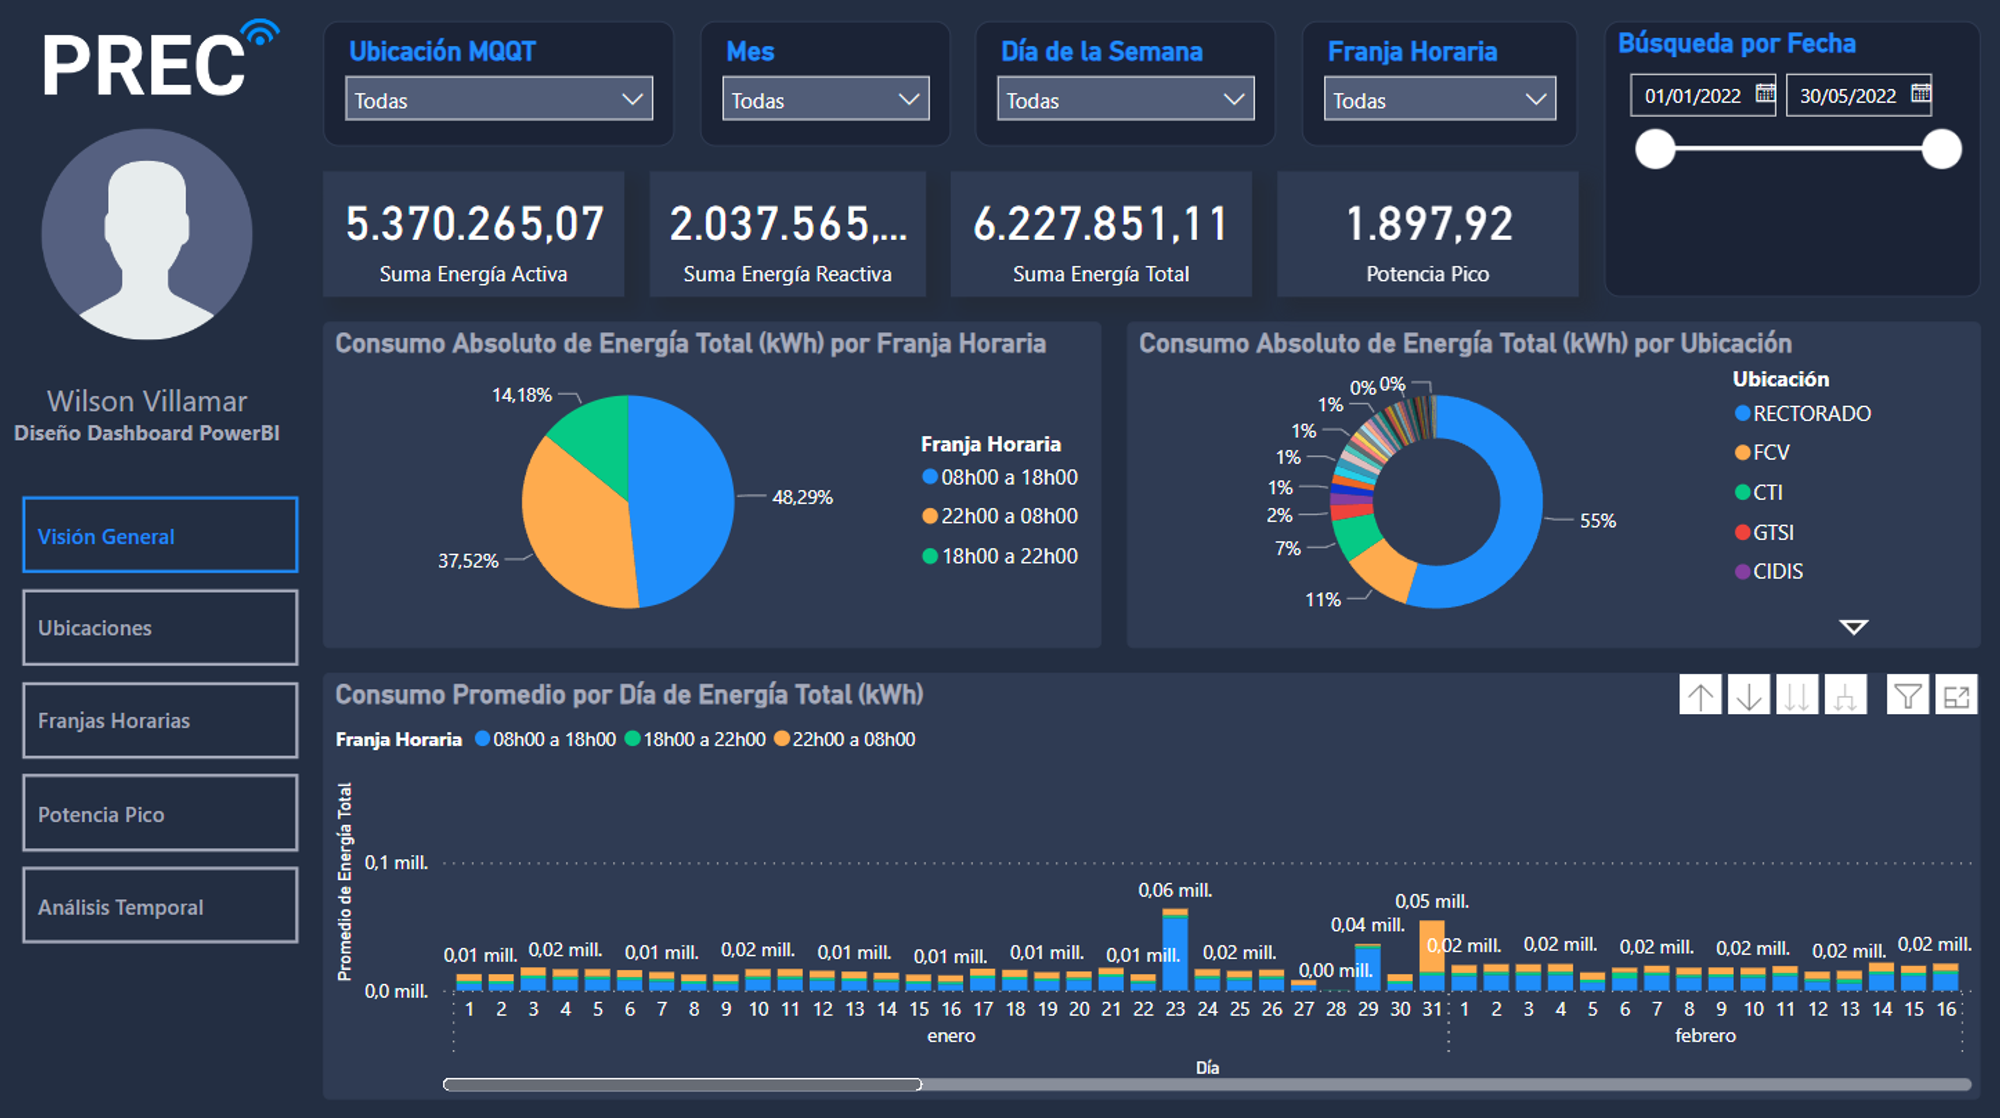 PREC
Wilson Villamar
Diseño Dashboard PowerBI
Visión General
Ubicaciones
Franjas Horarias
Potencia Pico
Análisis Temporal
Ubicación MQQT
Todas
Mes
Todas
Día de la Semana
Todas
Franja Horaria
Todas
Búsqueda por Fecha
01/01/2022
30/05/2022
5.370.265,07
Suma Energía Activa
2.037.565,...
Suma Energía Reactiva
6.227.851,11
Suma Energía Total
1.897,92
Potencia Pico
Consumo Absoluto de Energía Total (kWh) por Franja Horaria
14,18%
48,29%
37,52%
Franja Horaria
08h00 a 18h00
22h00 a 08h00
18h00 a 22h00
Consumo Absoluto de Energía Total (kWh) por Ubicación
0% 0%
1%
1%
1%
1%
2%
7%
11%
55%
Ubicación
RECTORADO
FCV
CTI
GTSI
CIDIS
Consumo Promedio por Día de Energía Total (kWh)
Franja Horaria 08h00 a 18h00 18h00 a 22h00 22h00 a 08h00
Promedio de Energía Total
0,1 mill.
0,0 mill.
0,01 mill. 0,02 mill. 0,01 mill. 0,02 mill. 0,01 mill. 0,01 mill. 0,01 mill. 0,01 mill. 0,06 mill. 0,02 mill. 0,00 mill. 0,04 mill. 0,05 mill. 0,02 mill. 0,02 mill. 0,02 mill. 0,02 mill. 0,02 mill. 0,02 mill.
1 2 3 4 5 6 7 8 9 10 11 12 13 14 15 16 17 18 19 20 21 22 23 24 25 26 27 28 29 30 31 1 2 3 4 5 6 7 8 9 10 11 12 13 14 15 16
enero febrero
Día